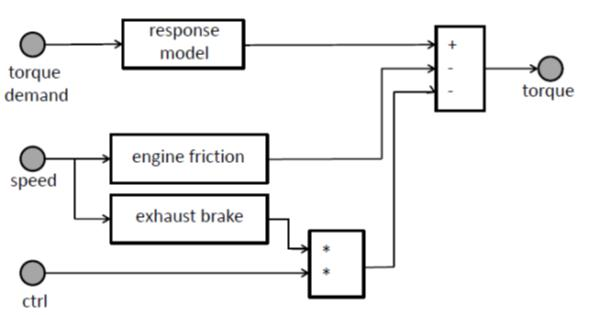 response
model
+
-
-
torque
demand
torque
engine friction
speed
exhaust brake
*
*
ctrl